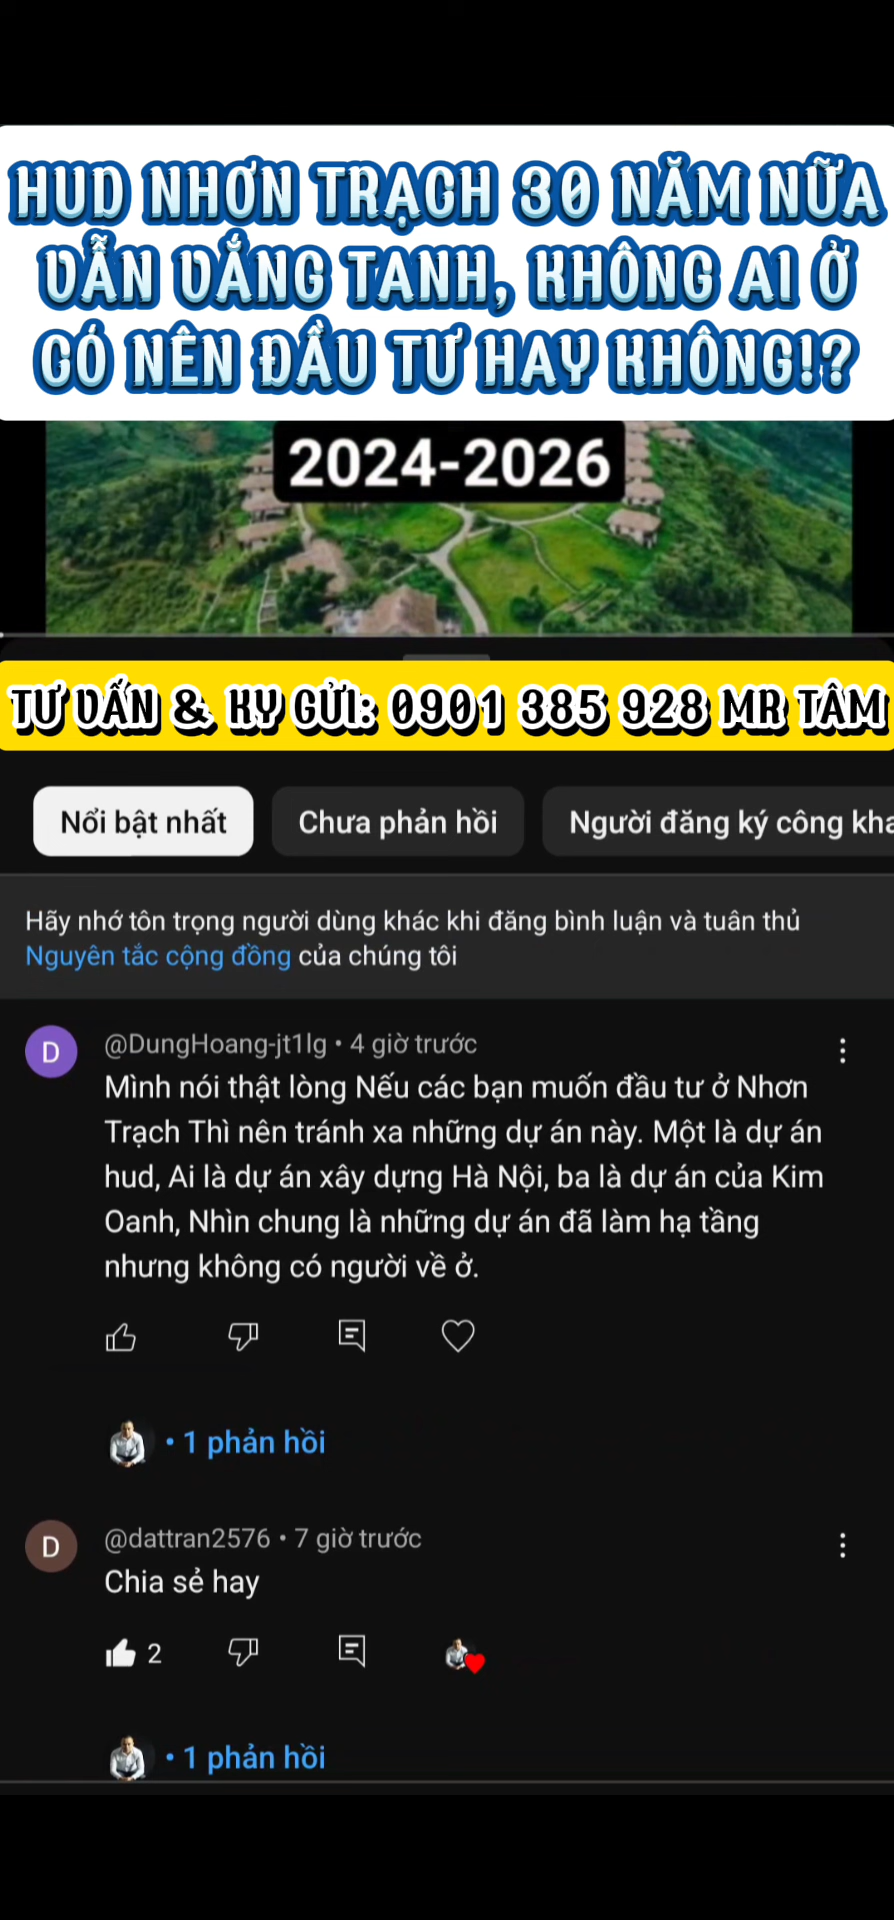 HUD NHƠN TRẠCH 30 NĂM NỮA
VẪN VẮNG TANH, KHÔNG AI Ở
CÓ NÊN ĐẦU TƯ HAY KHÔNG!?
2024-2026
TƯ VẤN & KÝ GỬI: 0901 385 928 MR TÂM
Nổi bật nhất
Chưa phản hồi
Người đăng ký công kha
Hãy nhớ tôn trọng người dùng khác khi đăng bình luận và tuân thủ
Nguyên tắc cộng đồng của chúng tôi
D
@DungHoang-jt1lg • 4 giờ trước
Mình nói thật lòng Nếu các bạn muốn đầu tư ở Nhơn
Trạch Thì nên tránh xa những dự án này. Một là dự án
hud, Ai là dự án xây dựng Hà Nội, ba là dự án của Kim
Oanh, Nhìn chung là những dự án đã làm hạ tầng
nhưng không có người về ở.
• 1 phản hồi
D
@dattran2576 • 7 giờ trước
Chia sẻ hay
2
• 1 phản hồi